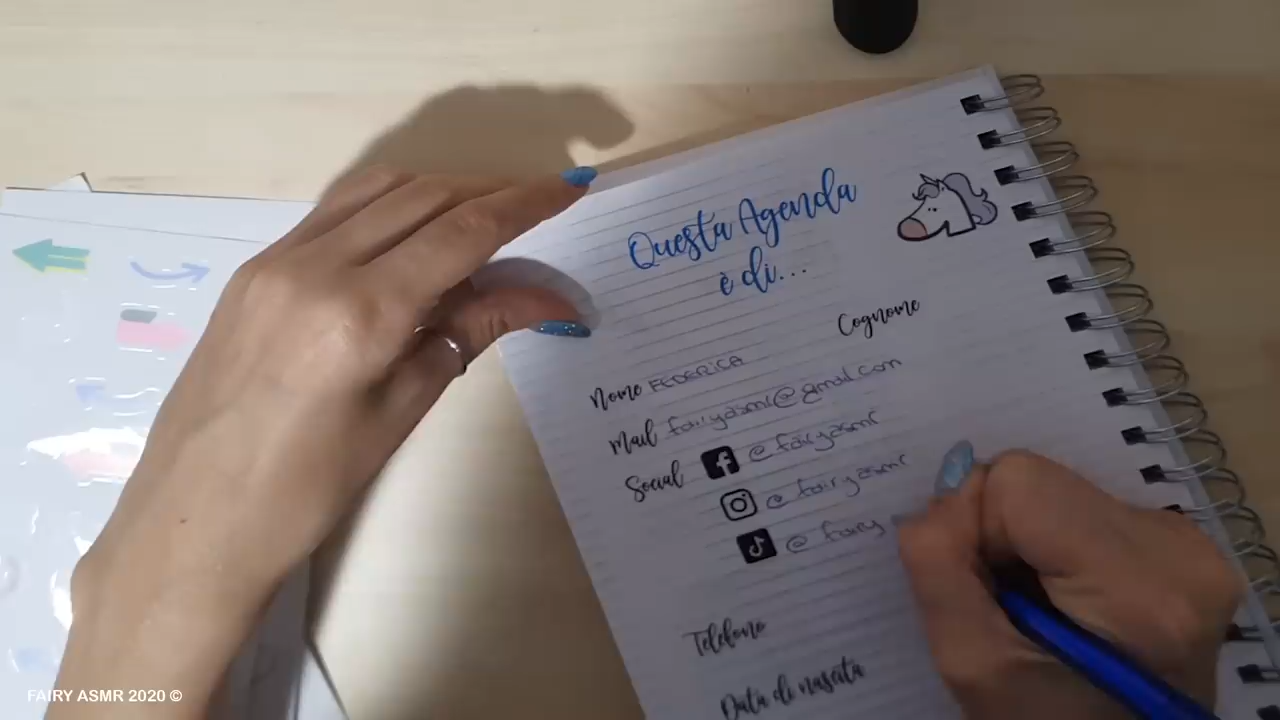 Questa Agenda
è di...
Cognome
Nome FEDERICA
Mail fairyasmr@gmail.com
Social @fairyasmr
@fairyasmr
@fairy
Telefono
Data di nascita
FAIRY ASMR 2020 ©